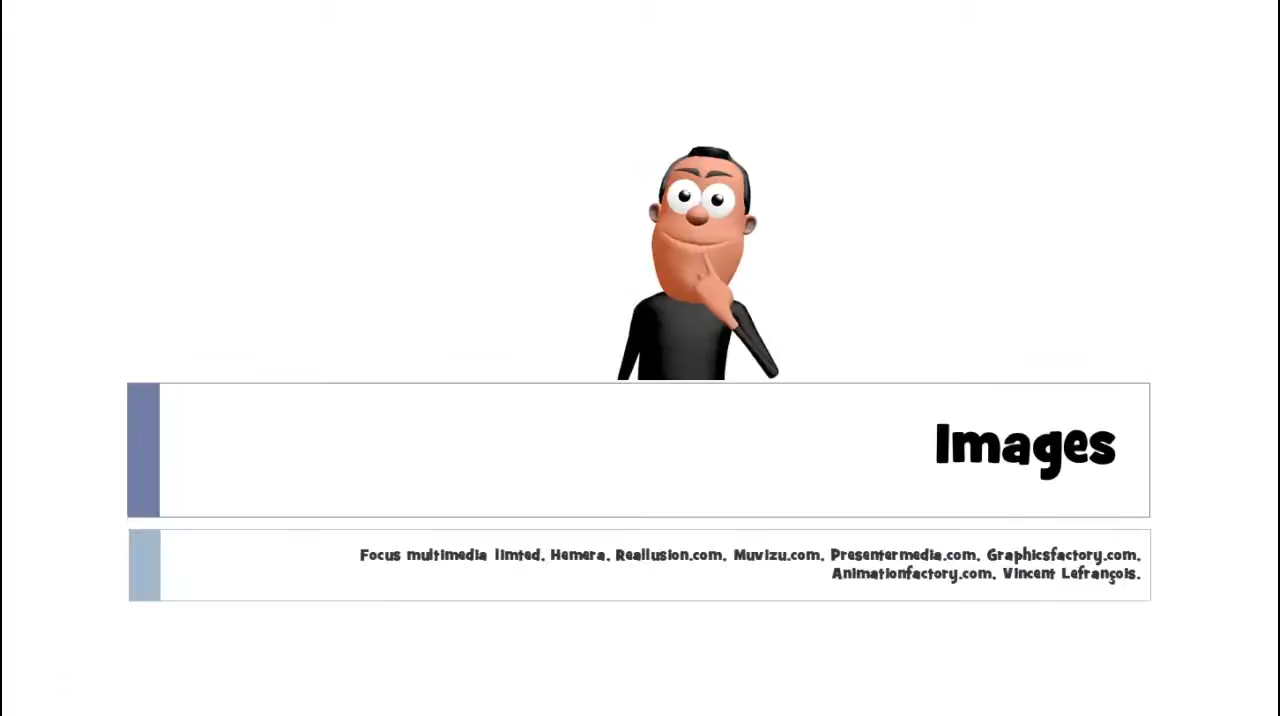 Images
Focus multimedia limted, Hemera, Reallusion.com, Muvizu.com, Presentermedia.com, Graphicsfactory.com,
Animationfactory.com, Vincent Lefrançois.